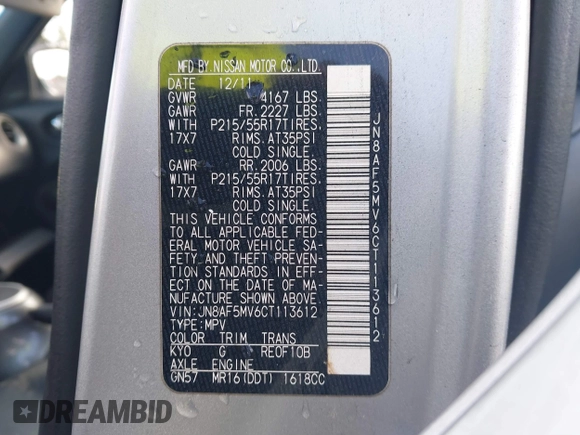 MFD BY.NISSAN MOTOR CO.,LTD.
DATE 12/11
GVWR 4167 LBS.
GAWR FR.2227 LBS.
WITH P215/55R17TIRES.
17X7 RIMS.AT35PSI
COLD SINGLE.
GAWR RR.2006 LBS.
WITH P215/55R17TIRES.
17X7 RIMS.AT35PSI
COLD SINGLE.
THIS VEHICLE CONFORMS
TO ALL APPLICABLE FED-
ERAL MOTOR VEHICLE SA-
FETY, AND THEFT PREVEN-
TION STANDARDS IN EFF-
ECT ON THE DATE OF MA-
NUFACTURE SHOWN ABOVE.
VIN:JN8AF5MV6CT113612
TYPE:MPV
COLOR TRIM TRANS
KY0 G RE0F10B
AXLE ENGINE
GN57 MR16(DDT) 1618CC
JN8AF5MV6CT113612
DREAMBID